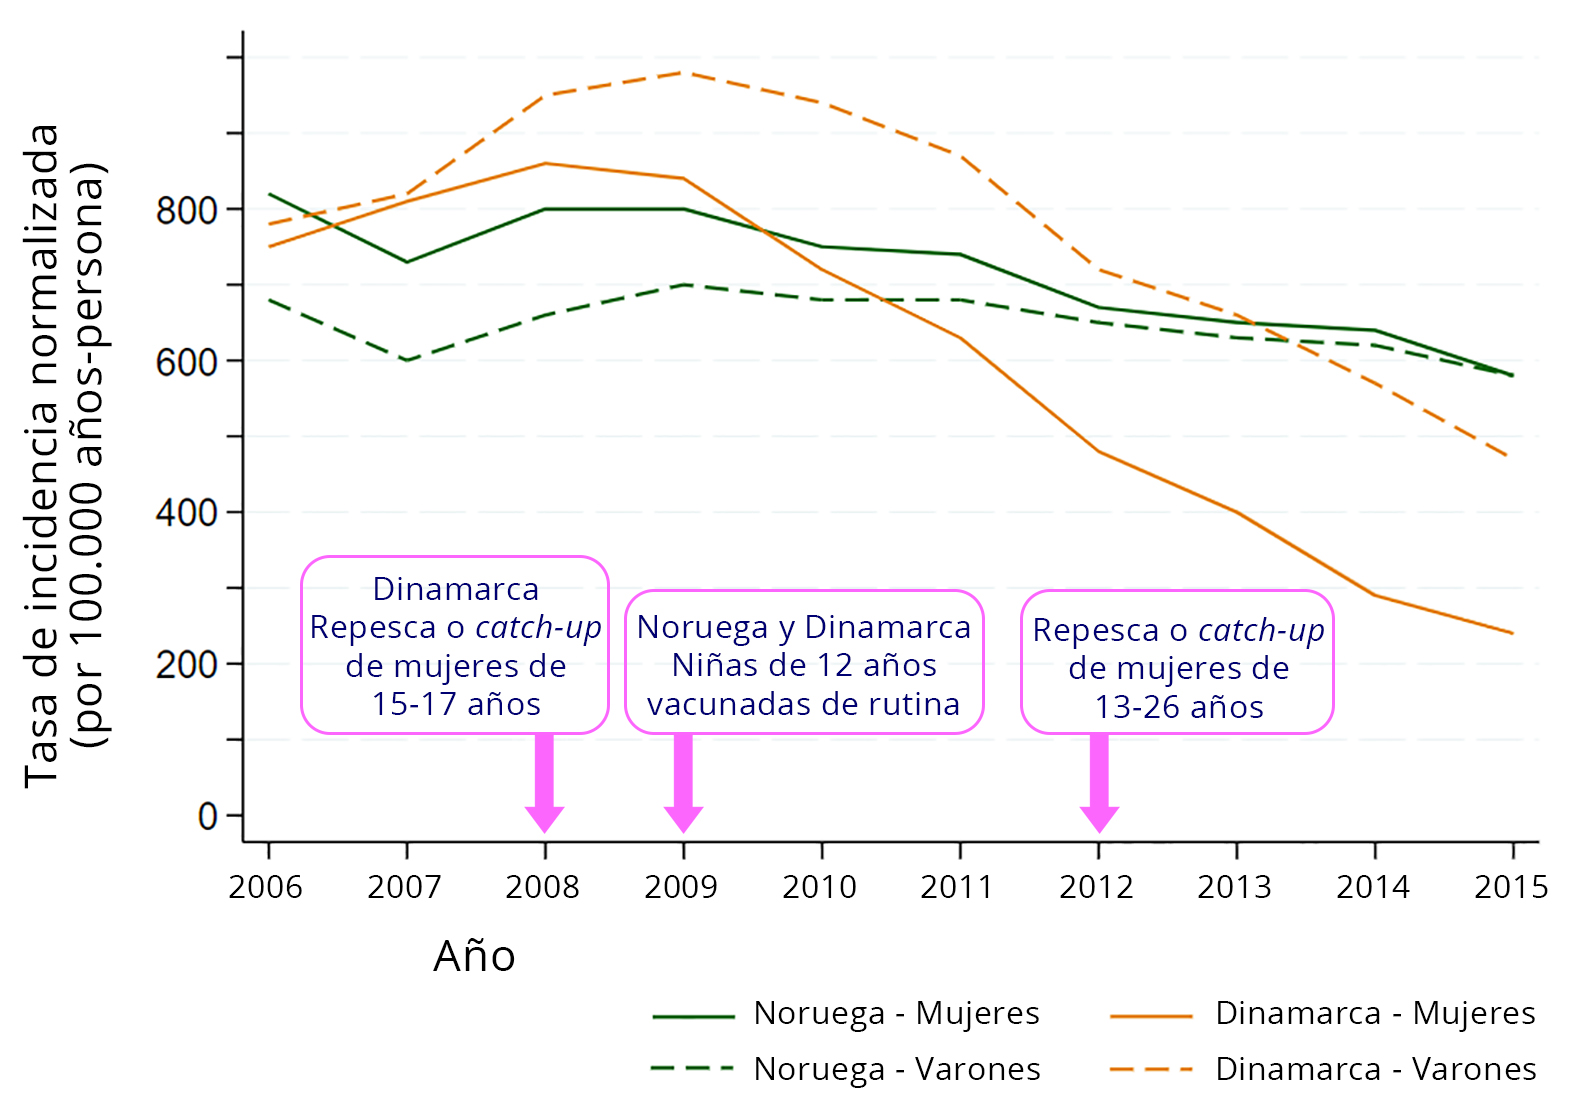 Tasa de incidencia normalizada
(por 100.000 años-persona)
800
600
400
200
0
Dinamarca
Repesca o catch-up
de mujeres de
15-17 años
Noruega y Dinamarca
Niñas de 12 años
vacunadas de rutina
Repesca o catch-up
de mujeres de
13-26 años
2006 2007 2008 2009 2010 2011 2012 2013 2014 2015
Año
Noruega - Mujeres Dinamarca - Mujeres
Noruega - Varones Dinamarca - Varones